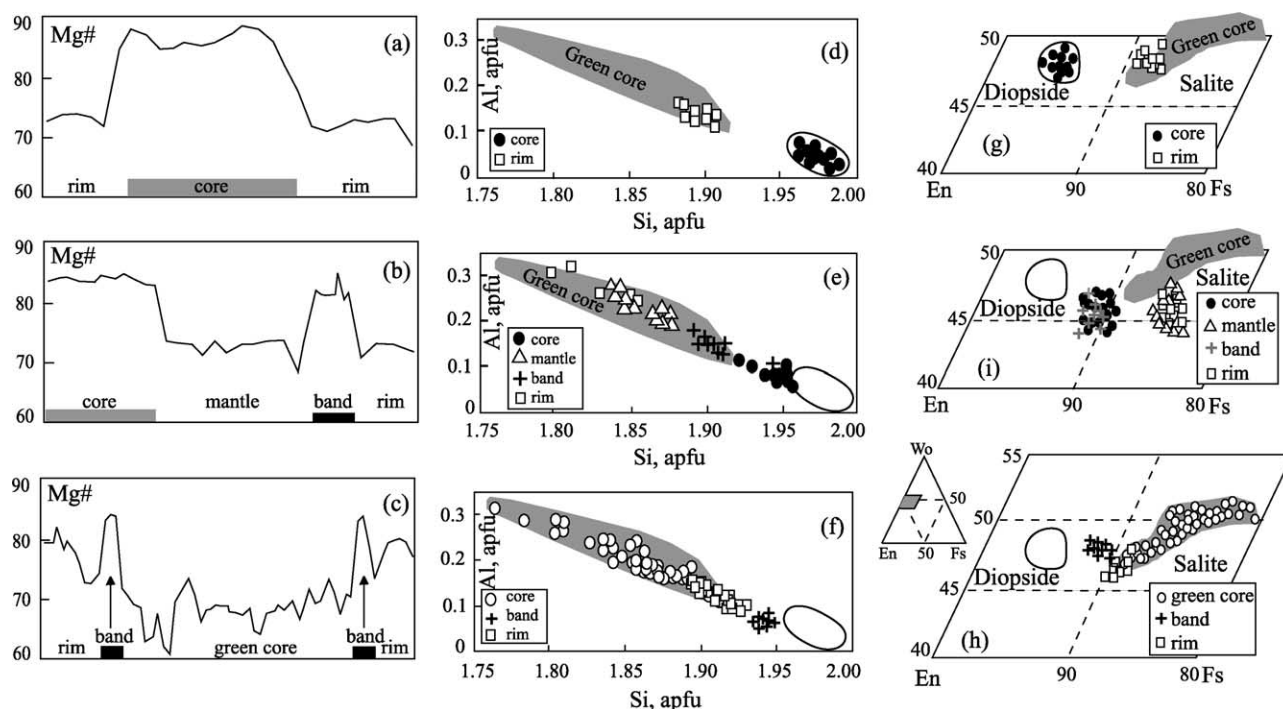 90
Mg#
(a)
80
70
60
rim
core
rim
0.3
Al, apfu
Green core
(d)
0.1
core
rim
0
1.75
1.80
1.85
1.90
1.95
2.00
Si, apfu
50
Green core
Diopside
Salite
45
(g)
core
rim
40
En
90
80 Fs
90
Mg#
(b)
80
70
60
core
mantle
band
rim
0.3
Al, apfu
Green core
(e)
0.2
0.1
core
mantle
band
rim
0
1.75
1.80
1.85
1.90
1.95
2.00
Si, apfu
50
Green core
Diopside
Salite
45
core
mantle
band
rim
(i)
40
En
90
80 Fs
90
Mg#
(c)
80
70
60
rim
band
green core
band
rim
0.3
Al, apfu
(f)
0.2
0.1
core
band
rim
0
1.75
1.80
1.85
1.90
1.95
2.00
Si, apfu
Wo
50
En
50
Fs
55
50
Diopside
Salite
45
green core
band
rim
(h)
40
En
90
80 Fs